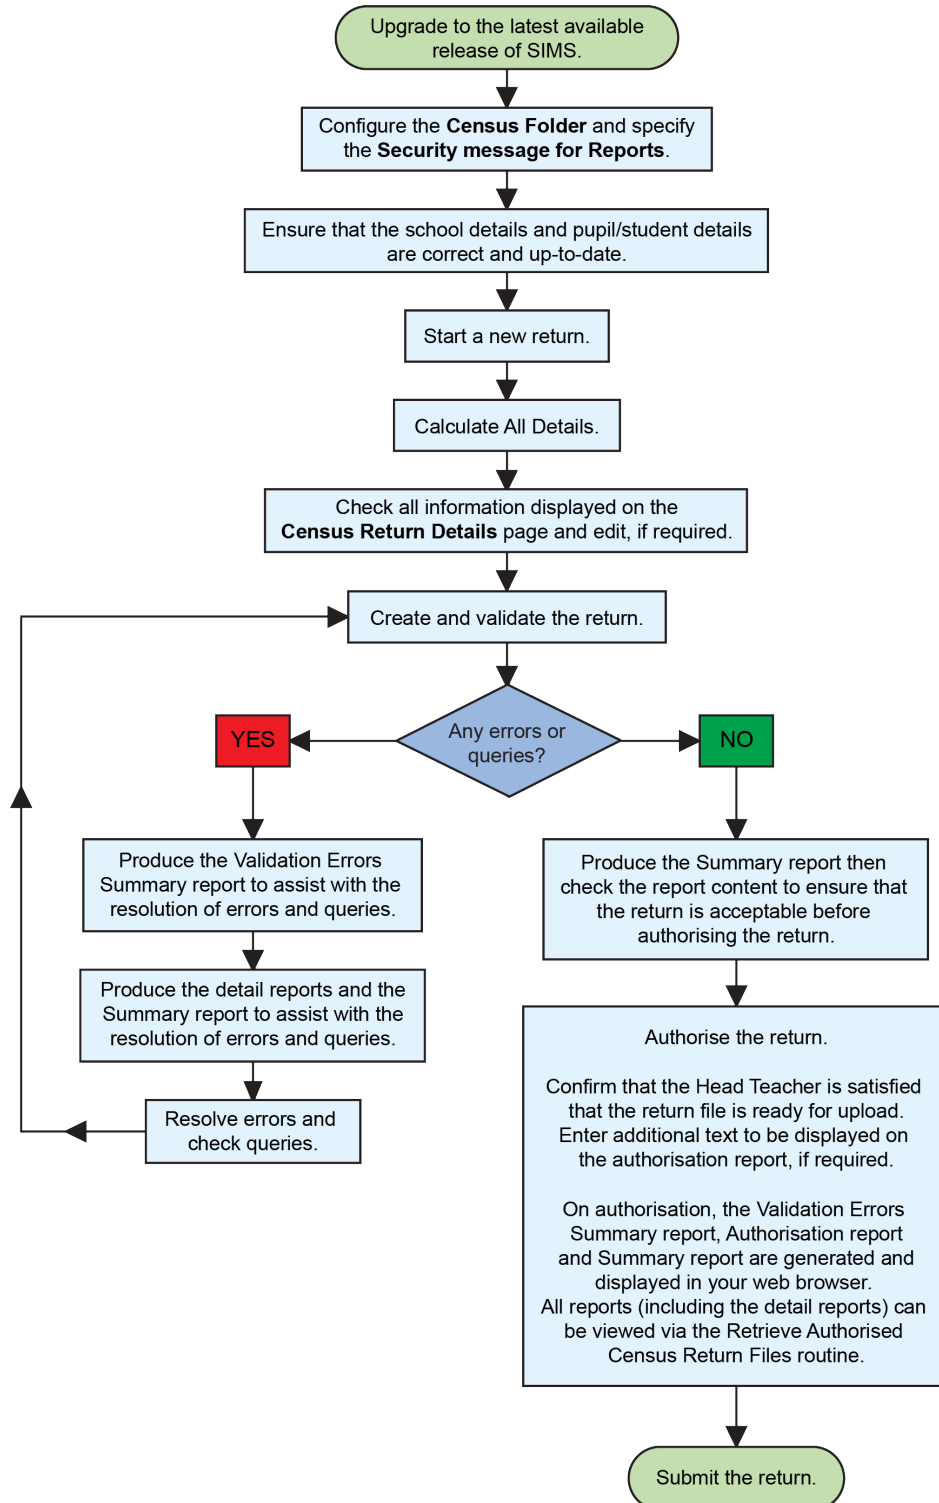 Upgrade to the latest available
release of SIMS.
Configure the Census Folder and specify
the Security message for Reports.
Ensure that the school details and pupil/student details
are correct and up-to-date.
Start a new return.
Calculate All Details.
Check all information displayed on the
Census Return Details page and edit, if required.
Create and validate the return.
Any errors or
queries?
YES
NO
Produce the Validation Errors
Summary report to assist with the
resolution of errors and queries.
Produce the detail reports and the
Summary report to assist with the
resolution of errors and queries.
Resolve errors and
check queries.
Produce the Summary report then
check the report content to ensure that
the return is acceptable before
authorising the return.
Authorise the return.
Confirm that the Head Teacher is satisfied
that the return file is ready for upload.
Enter additional text to be displayed on
the authorisation report, if required.
On authorisation, the Validation Errors
Summary report, Authorisation report
and Summary report are generated and
displayed in your web browser.
All reports (including the detail reports) can
be viewed via the Retrieve Authorised
Census Return Files routine.
Submit the return.